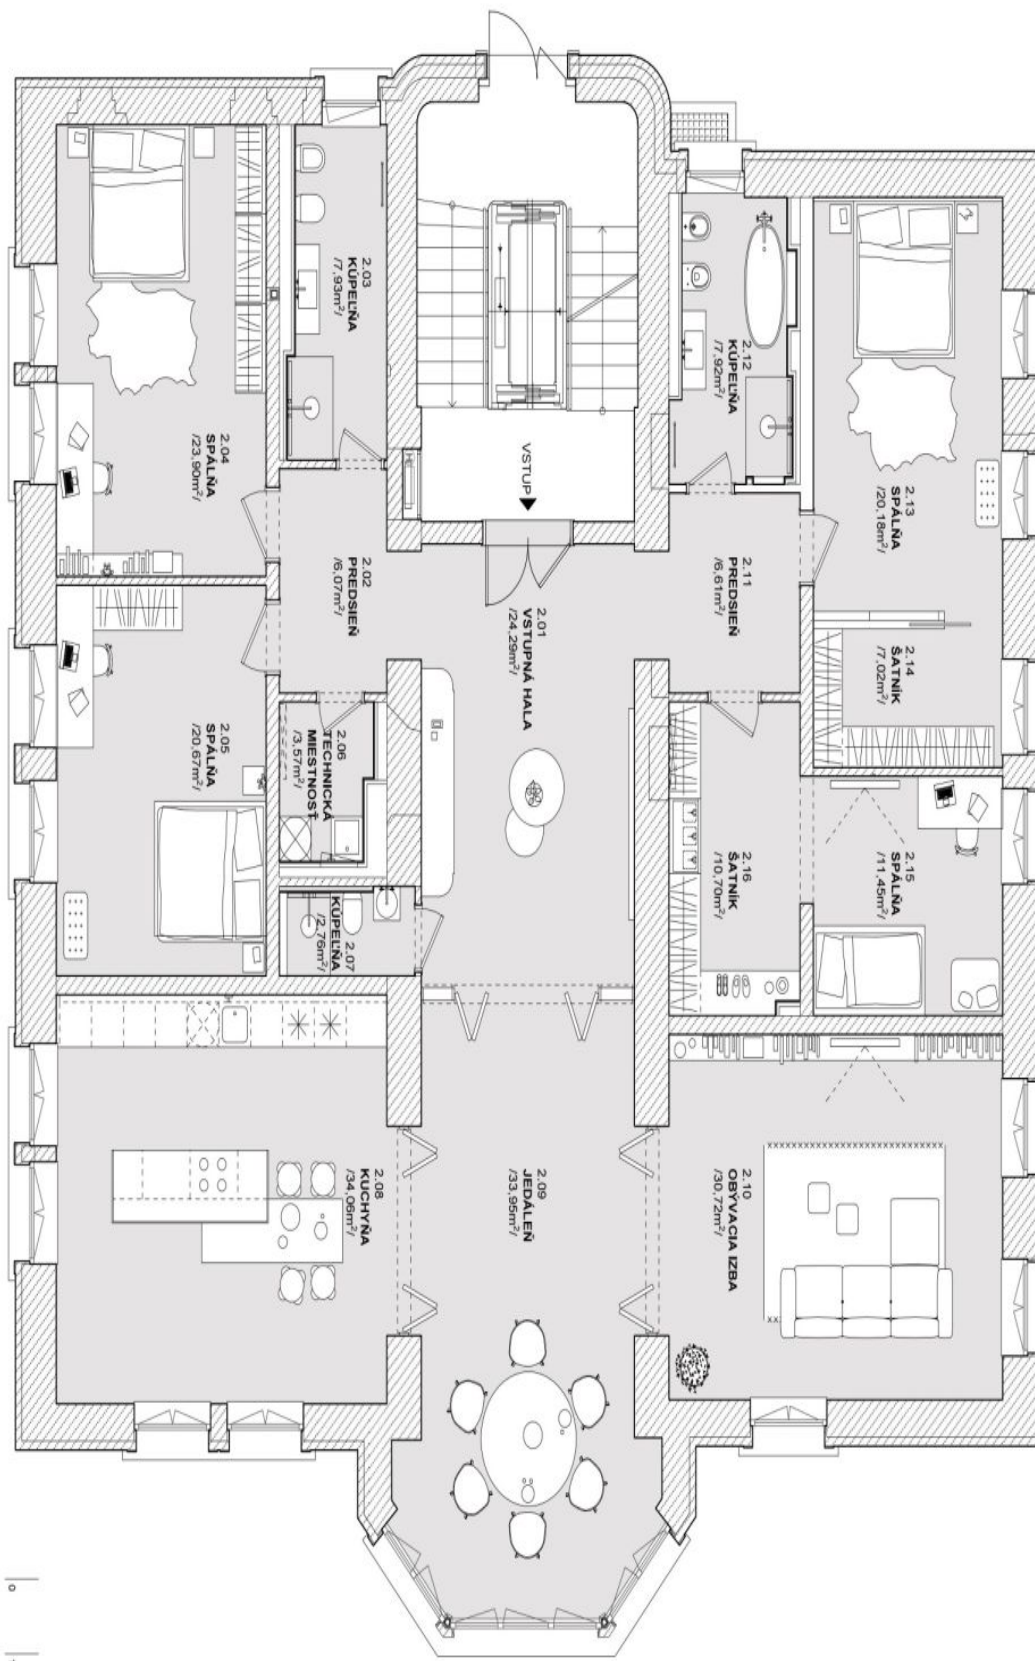 2.03
KÚPEĽŇA
/7,93m²/
2.12
KÚPEĽŇA
/7,92m²/
VSTUP
2.04
SPÁLŇA
/23,90m²/
2.13
SPÁLŇA
/20,18m²/
2.02
PREDSIEŇ
/6,07m²/
2.11
PREDSIEŇ
/6,61m²/
2.01
VSTUPNÁ HALA
/24,29m²/
2.14
ŠATNÍK
/7,02m²/
2.05
SPÁLŇA
/20,67m²/
2.06
TECHNICKÁ
MIESTNOSŤ
/3,57m²/
2.16
ŠATNÍK
/10,70m²/
2.15
SPÁLŇA
/11,45m²/
2.07
KÚPEĽŇA
/2,76m²/
2.08
KUCHYŇA
/34,06m²/
2.09
JEDÁLEŇ
/33,95m²/
2.10
OBÝVACIA IZBA
/30,72m²/
0